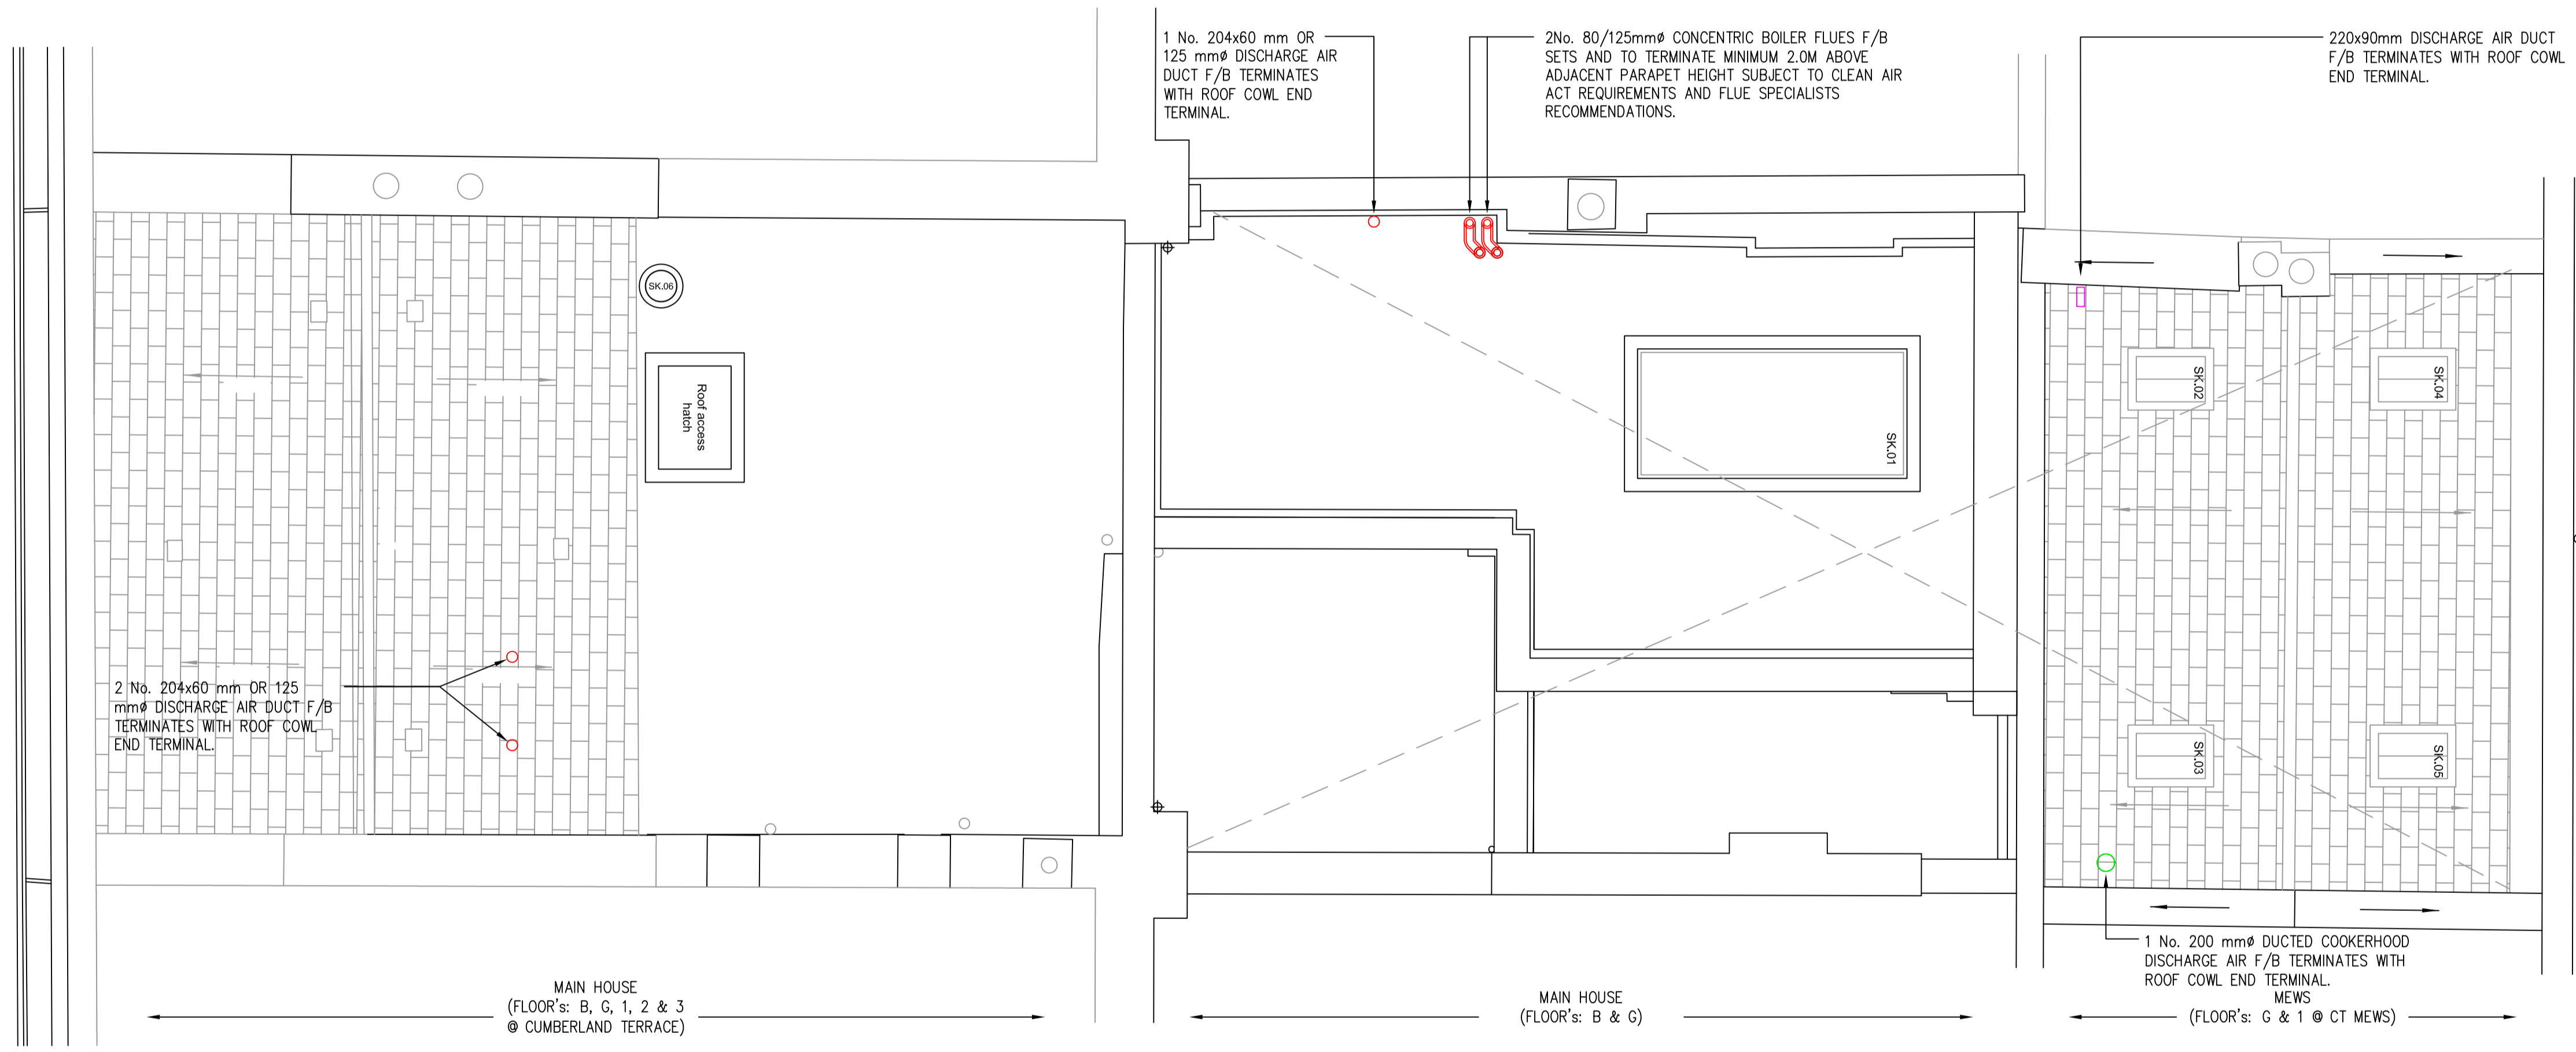 1 No. 204x60 mm OR
125 mmø DISCHARGE AIR
DUCT F/B TERMINATES
WITH ROOF COWL END
TERMINAL.
2No. 80/125mmø CONCENTRIC BOILER FLUES F/B
SETS AND TO TERMINATE MINIMUM 2.0M ABOVE
ADJACENT PARAPET HEIGHT SUBJECT TO CLEAN AIR
ACT REQUIREMENTS AND FLUE SPECIALISTS
RECOMMENDATIONS.
220x90mm DISCHARGE AIR DUCT
F/B TERMINATES WITH ROOF COWL
END TERMINAL.
SK.06
Roof access
hatch
SK.01
SK.02
SK.04
SK.03
SK.05
2 No. 204x60 mm OR 125
mmø DISCHARGE AIR DUCT F/B
TERMINATES WITH ROOF COWL
END TERMINAL.
1 No. 200 mmø DUCTED COOKERHOOD
DISCHARGE AIR F/B TERMINATES WITH
ROOF COWL END TERMINAL.
MAIN HOUSE
(FLOOR's: B, G, 1, 2 & 3
@ CUMBERLAND TERRACE)
MAIN HOUSE
(FLOOR's: B & G)
MEWS
(FLOOR's: G & 1 @ CT MEWS)